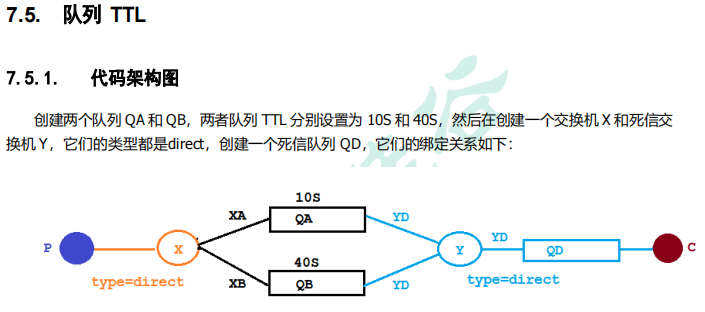 7.5. 队列 TTL
7.5.1. 代码架构图
创建两个队列 QA 和 QB，两者队列 TTL 分别设置为 10S 和 40S，然后在创建一个交换机 X 和死信交
换机 Y，它们的类型都是direct，创建一个死信队列 QD，它们的绑定关系如下：
10S
XA QA YD
P X Y YD QD C
type=direct type=direct
40S
XB QB YD